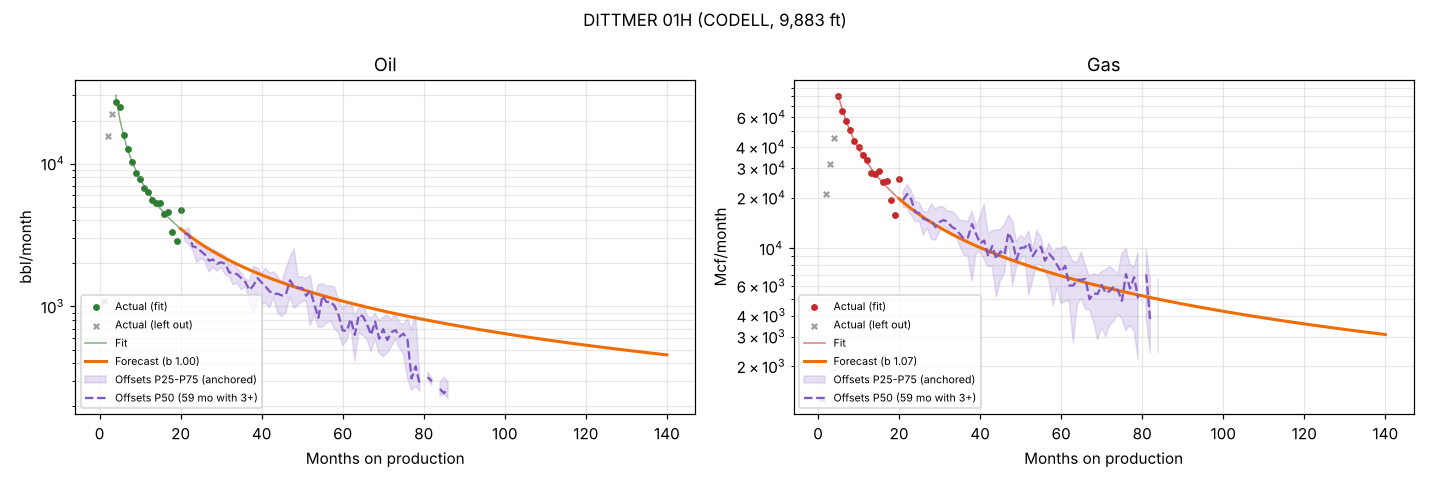 DITTMER 01H (CODELL, 9,883 ft)
Oil
bbl/month
10⁴
10³
0 20 40 60 80 100 120 140
Months on production
Actual (fit)
Actual (left out)
Fit
Forecast (b 1.00)
Offsets P25-P75 (anchored)
Offsets P50 (59 mo with 3+)
Gas
Mcf/month
6 × 10⁴
4 × 10⁴
3 × 10⁴
2 × 10⁴
10⁴
6 × 10³
4 × 10³
3 × 10³
2 × 10³
0 20 40 60 80 100 120 140
Months on production
Actual (fit)
Actual (left out)
Fit
Forecast (b 1.07)
Offsets P25-P75 (anchored)
Offsets P50 (59 mo with 3+)